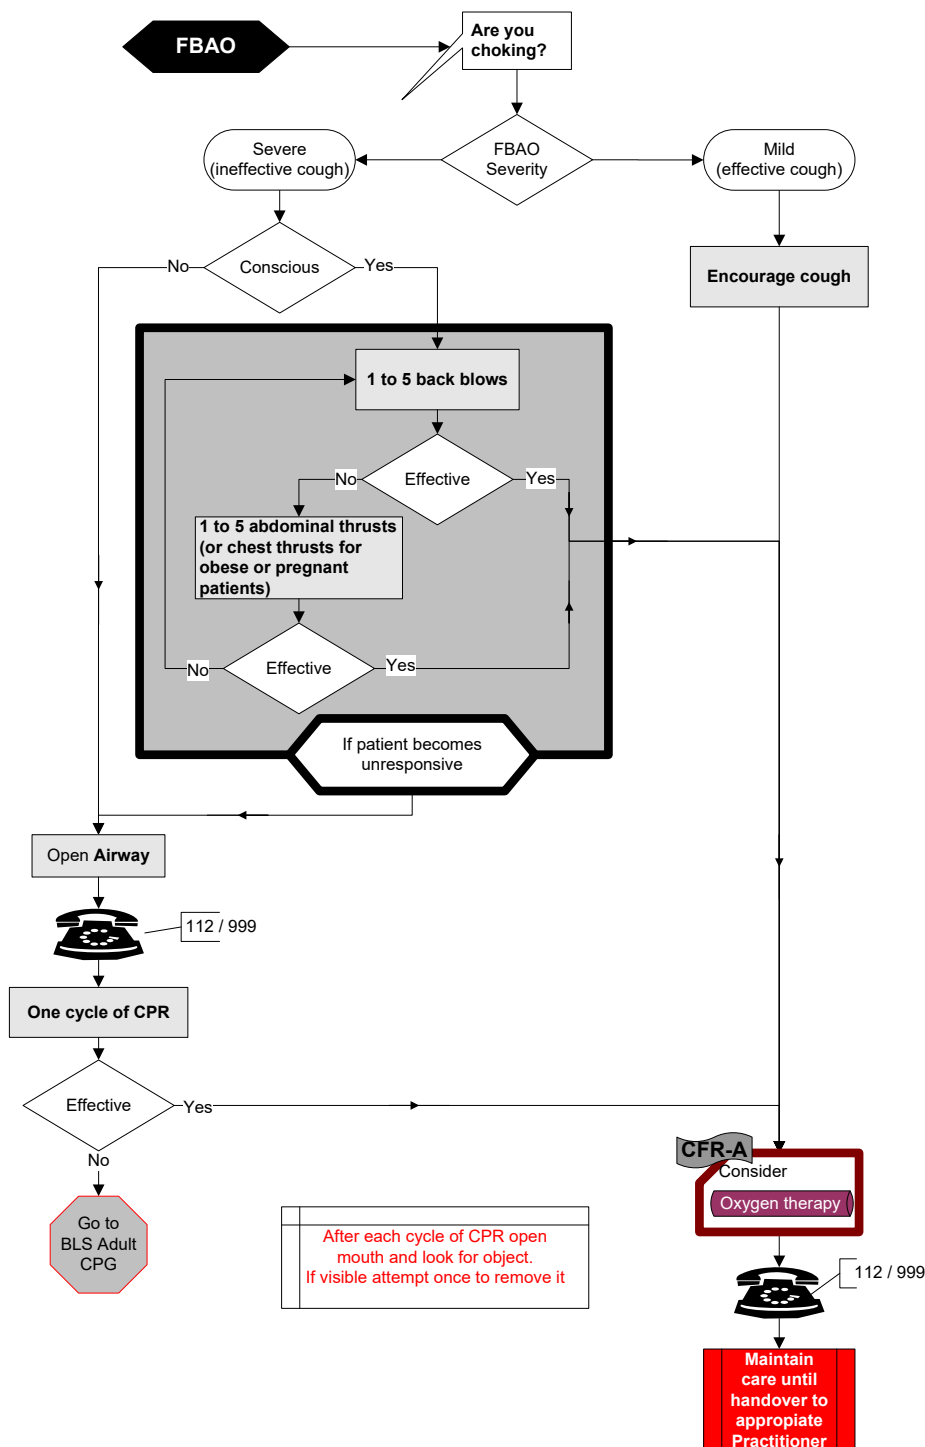 FBAO
Are you
choking?
Severe
(ineffective cough)
FBAO
Severity
Mild
(effective cough)
No
Conscious
Yes
Encourage cough
1 to 5 back blows
No
Effective
Yes
1 to 5 abdominal thrusts
(or chest thrusts for
obese or pregnant
patients)
No
Effective
Yes
If patient becomes
unresponsive
Open Airway
112 / 999
One cycle of CPR
Effective
Yes
No
Go to
BLS Adult
CPG
After each cycle of CPR open
mouth and look for object.
If visible attempt once to remove it
CFR-A
Consider
Oxygen therapy
112 / 999
Maintain
care until
handover to
appropiate
Practitioner